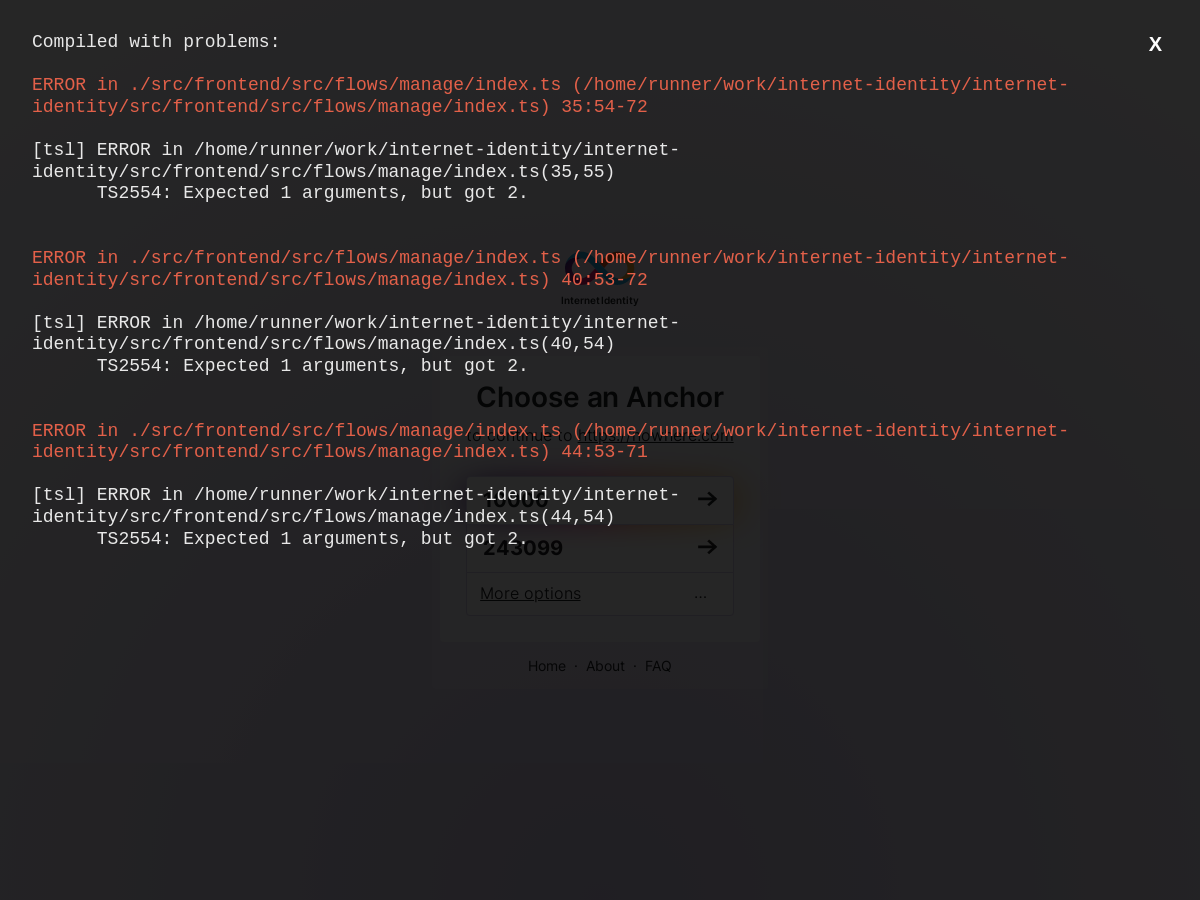 Compiled with problems:
X
ERROR in ./src/frontend/src/flows/manage/index.ts (/home/runner/work/internet-identity/internet-
identity/src/frontend/src/flows/manage/index.ts) 35:54-72
[tsl] ERROR in /home/runner/work/internet-identity/internet-
identity/src/frontend/src/flows/manage/index.ts(35,55)
TS2554: Expected 1 arguments, but got 2.
ERROR in ./src/frontend/src/flows/manage/index.ts (/home/runner/work/internet-identity/internet-
identity/src/frontend/src/flows/manage/index.ts) 40:53-72
Internet Identity
[tsl] ERROR in /home/runner/work/internet-identity/internet-
identity/src/frontend/src/flows/manage/index.ts(40,54)
TS2554: Expected 1 arguments, but got 2.
Choose an Anchor
ERROR in ./src/frontend/src/flows/manage/index.ts (/home/runner/work/internet-identity/internet-
identity/src/frontend/src/flows/manage/index.ts) 44:53-71
to continue to https://nowhere.com
[tsl] ERROR in /home/runner/work/internet-identity/internet-
identity/src/frontend/src/flows/manage/index.ts(44,54)
TS2554: Expected 1 arguments, but got 2.
10000
243099
More options ...
Home · About · FAQ